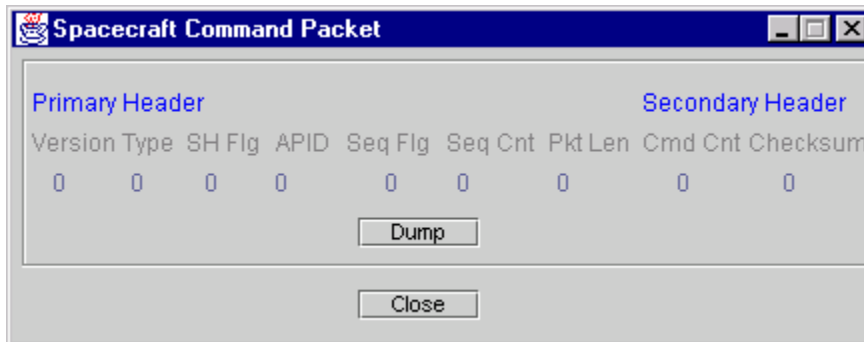 Spacecraft Command Packet
Primary Header Secondary Header
Version Type SH Flg APID Seq Flg Seq Cnt Pkt Len Cmd Cnt Checksum
0 0 0 0 0 0 0 0 0
Dump
Close